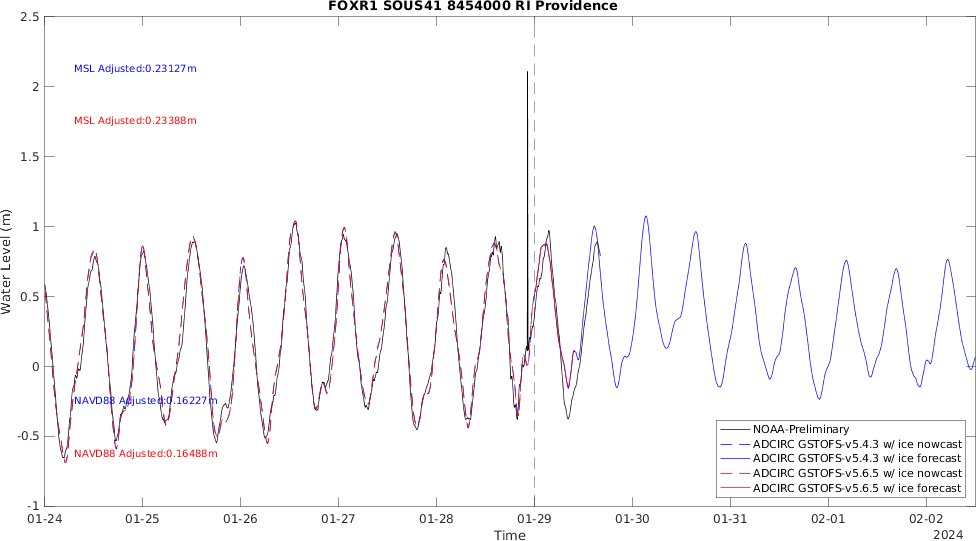 FOXR1 SOUS41 8454000 RI Providence
2.5
2
1.5
1
0.5
0
-0.5
-1
Water Level (m)
MSL Adjusted:0.23127m
MSL Adjusted:0.23388m
NAVD88 Adjusted:0.16227m
NAVD88 Adjusted:0.16488m
NOAA-Preliminary
ADCIRC GSTOFS-v5.4.3 w/ ice nowcast
ADCIRC GSTOFS-v5.4.3 w/ ice forecast
ADCIRC GSTOFS-v5.6.5 w/ ice nowcast
ADCIRC GSTOFS-v5.6.5 w/ ice forecast
01-24 01-25 01-26 01-27 01-28 01-29 01-30 01-31 02-01 02-02
Time
2024